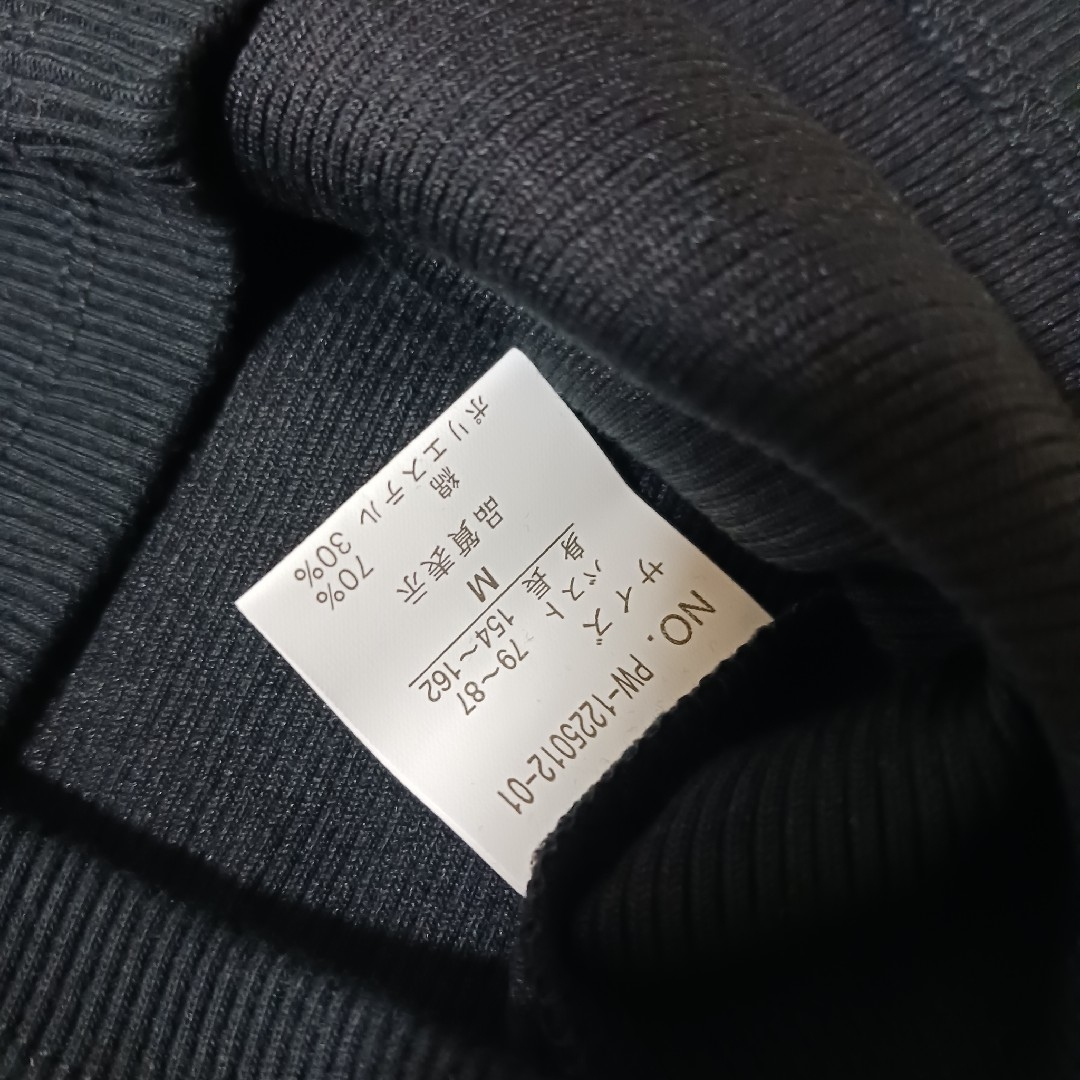 NO. PW-1225012-01
サイズ
バスト 79~87
身長 154~162
M
品質表示
綿 70%
ポリエステル 30%